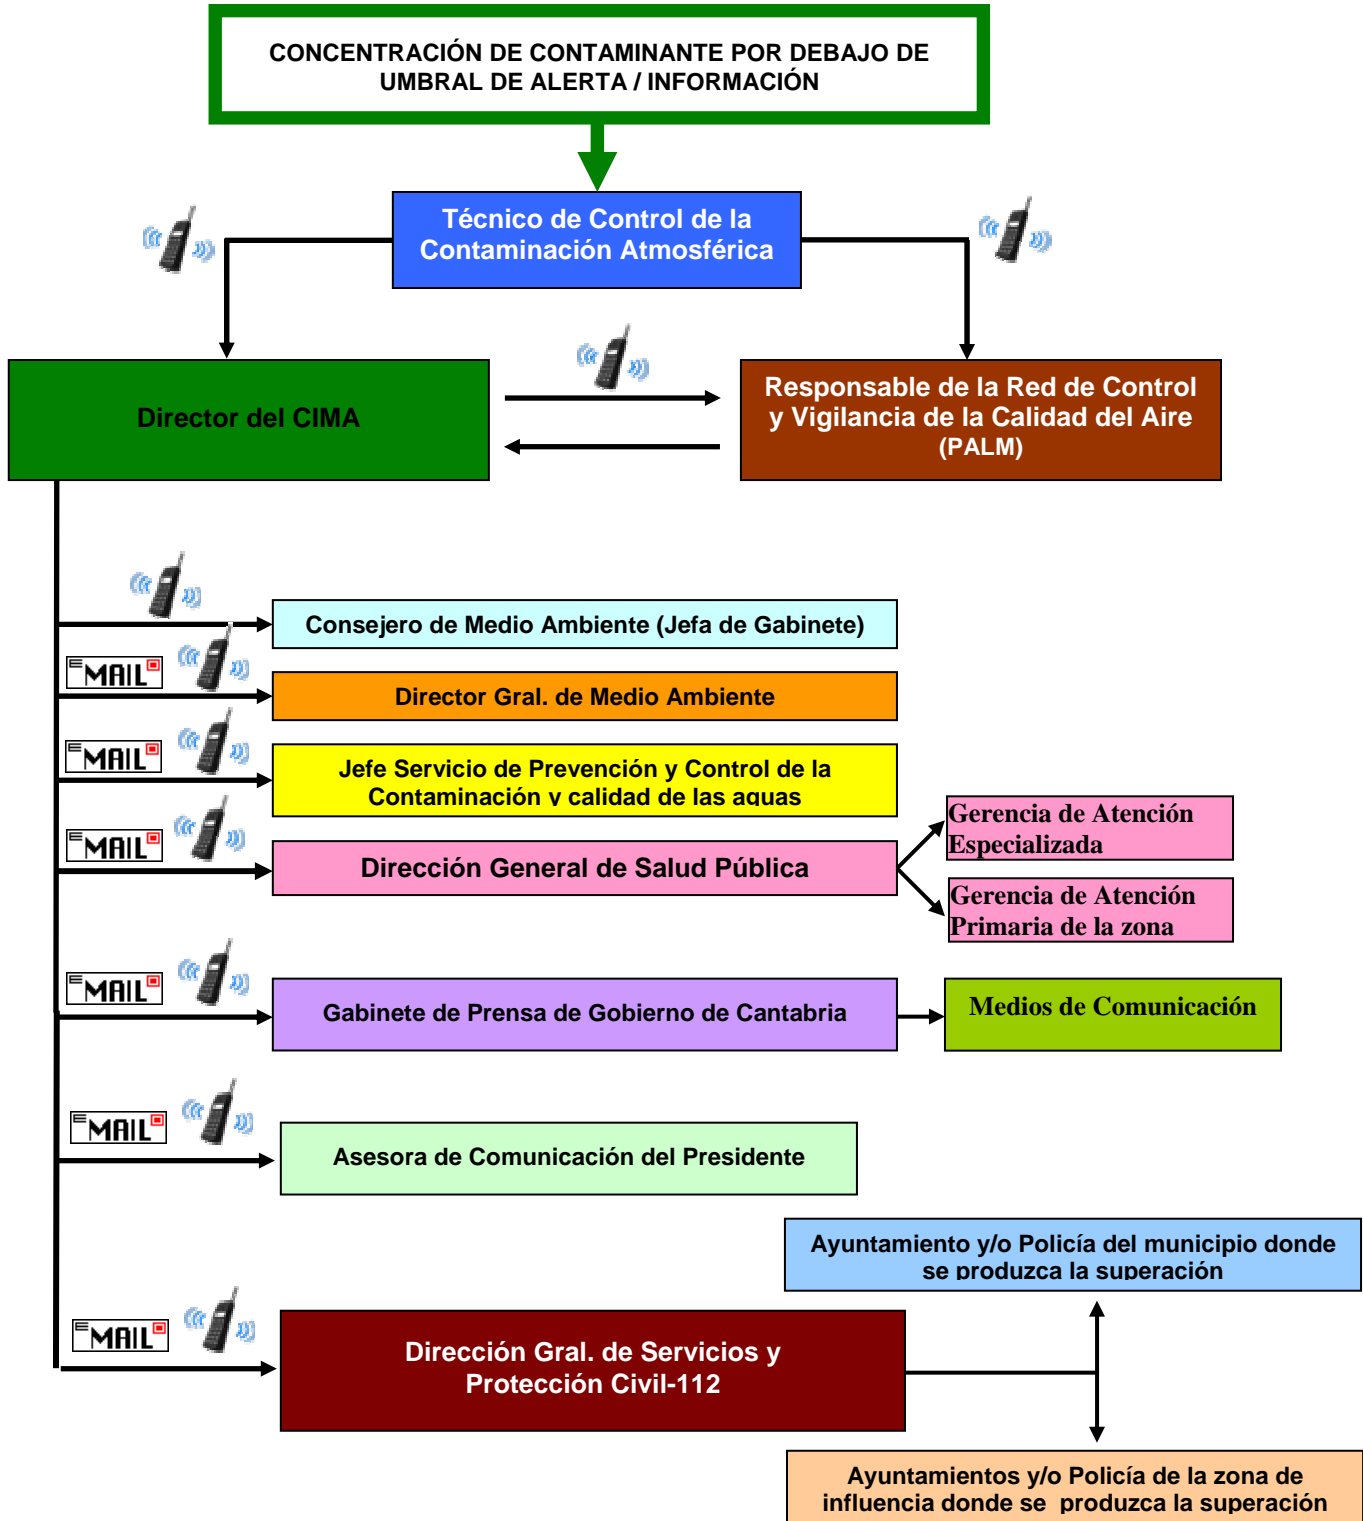 CONCENTRACIÓN DE CONTAMINANTE POR DEBAJO DE
UMBRAL DE ALERTA / INFORMACIÓN
Técnico de Control de la
Contaminación Atmosférica
Director del CIMA
Responsable de la Red de Control
y Vigilancia de la Calidad del Aire
(PALM)
Consejero de Medio Ambiente (Jefa de Gabinete)
E MAIL
Director Gral. de Medio Ambiente
E MAIL
Jefe Servicio de Prevención y Control de la
Contaminación y calidad de las aguas
E MAIL
Dirección General de Salud Pública
Gerencia de Atención
Especializada
Gerencia de Atención
Primaria de la zona
E MAIL
Gabinete de Prensa de Gobierno de Cantabria
Medios de Comunicación
E MAIL
Asesora de Comunicación del Presidente
Ayuntamiento y/o Policía del municipio donde
se produzca la superación
E MAIL
Dirección Gral. de Servicios y
Protección Civil-112
Ayuntamientos y/o Policía de la zona de
influencia donde se produzca la superación